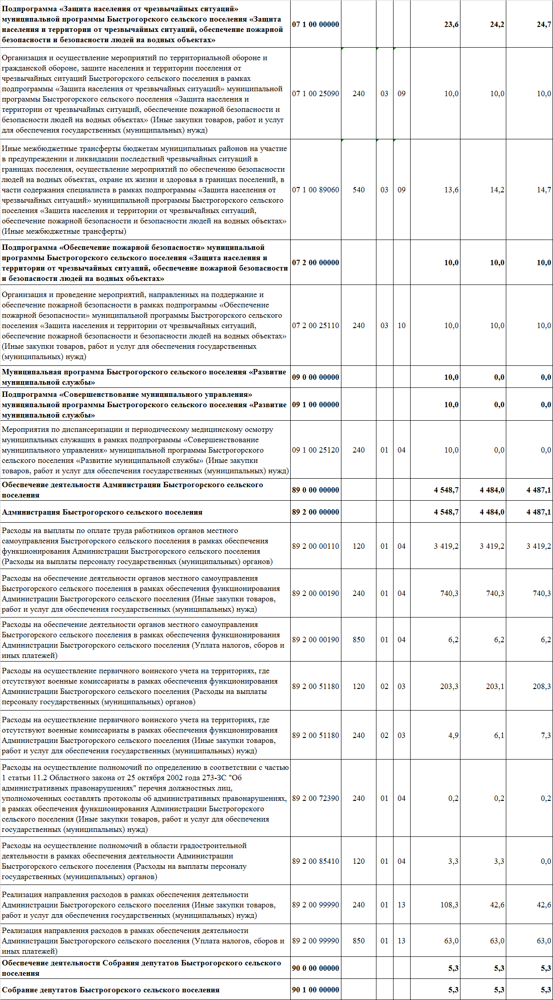 Подпрограмма «Защита населения от чрезвычайных ситуаций»
муниципальной программы Быстрогорского сельского поселения «Защита
населения и территории от чрезвычайных ситуаций, обеспечение пожарной
безопасности и безопасности людей на водных объектах»
07 1 00 00000 23,6 24,2 24,7
Организация и осуществление мероприятий по территориальной обороне и
гражданской обороне, защите населения и территории поселения от
чрезвычайных ситуаций Быстрогорского сельского поселения в рамках
подпрограммы «Защита населения от чрезвычайных ситуаций» муниципальной
программы Быстрогорского сельского поселения «Защита населения и
территории от чрезвычайных ситуаций, обеспечение пожарной безопасности и
безопасности людей на водных объектах» (Иные закупки товаров, работ и услуг
для обеспечения государственных (муниципальных) нужд)
07 1 00 25090 240 03 09 10,0 10,0 10,0
Иные межбюджетные трансферты бюджетам муниципальных районов на участие
в предупреждении и ликвидации последствий чрезвычайных ситуаций в
границах поселения, осуществление мероприятий по обеспечению безопасности
людей на водных объектах, охране их жизни и здоровья в границах поселений, в
части содержания специалиста в рамках подпрограммы «Защита населения от
чрезвычайных ситуаций» муниципальной программы Быстрогорского сельского
поселения «Защита населения и территории от чрезвычайных ситуаций,
обеспечение пожарной безопасности и безопасности людей на водных объектах»
(Иные межбюджетные трансферты)
07 1 00 89060 540 03 09 13,6 14,2 14,7
Подпрограмма «Обеспечение пожарной безопасности» муниципальной
программы Быстрогорского сельского поселения «Защита населения и
территории от чрезвычайных ситуаций, обеспечение пожарной безопасности
и безопасности людей на водных объектах»
07 2 00 00000 10,0 10,0 10,0
Организация и проведение мероприятий, направленных на поддержание и
обеспечение пожарной безопасности в рамках подпрограммы «Обеспечение
пожарной безопасности» муниципальной программы Быстрогорского сельского
поселения «Защита населения и территории от чрезвычайных ситуаций,
обеспечение пожарной безопасности и безопасности людей на водных объектах»
(Иные закупки товаров, работ и услуг для обеспечения государственных
(муниципальных) нужд)
07 2 00 25110 240 03 10 10,0 10,0 10,0
Муниципальная программа Быстрогорского сельского поселения «Развитие
муниципальной службы»
09 0 00 00000 10,0 0,0 0,0
Подпрограмма «Совершенствование муниципального управления»
муниципальной программы Быстрогорского сельского поселения «Развитие
муниципальной службы»
09 1 00 00000 10,0 0,0 0,0
Мероприятия по диспансеризации и периодическому медицинскому осмотру
муниципальных служащих в рамках подпрограммы «Совершенствование
муниципального управления» муниципальной программы Быстрогорского
сельского поселения «Развитие муниципальной службы» (Иные закупки
товаров, работ и услуг для обеспечения государственных (муниципальных) нужд)
09 1 00 25120 240 01 04 10,0 0,0 0,0
Обеспечение деятельности Администрации Быстрогорского сельского
поселения
89 0 00 00000 4 548,7 4 484,0 4 487,1
Администрация Быстрогорского сельского поселения 89 2 00 00000 4 548,7 4 484,0 4 487,1
Расходы на выплаты по оплате труда работников органов местного
самоуправления Быстрогорского сельского поселения в рамках обеспечения
функционирования Администрации Быстрогорского сельского поселения
(Расходы на выплаты персоналу государственных (муниципальных) органов)
89 2 00 00110 120 01 04 3 419,2 3 419,2 3 419,2
Расходы на обеспечение деятельности органов местного самоуправления
Быстрогорского сельского поселения в рамках обеспечения функционирования
Администрации Быстрогорского сельского поселения (Иные закупки товаров,
работ и услуг для обеспечения государственных (муниципальных) нужд)
89 2 00 00190 240 01 04 740,3 740,3 740,3
Расходы на обеспечение деятельности органов местного самоуправления
Быстрогорского сельского поселения в рамках обеспечения функционирования
Администрации Быстрогорского сельского поселения (Уплата налогов, сборов и
иных платежей)
89 2 00 00190 850 01 04 6,2 6,2 6,2
Расходы на осуществление первичного воинского учета на территориях, где
отсутствуют военные комиссариаты в рамках обеспечения функционирования
Администрации Быстрогорского сельского поселения (Расходы на выплаты
персоналу государственных (муниципальных) органов)
89 2 00 51180 120 02 03 203,3 203,1 208,3
Расходы на осуществление первичного воинского учета на территориях, где
отсутствуют военные комиссариаты в рамках обеспечения функционирования
Администрации Быстрогорского сельского поселения (Иные закупки товаров,
работ и услуг для обеспечения государственных (муниципальных) нужд)
89 2 00 51180 240 02 03 4,9 6,1 7,3
Расходы на осуществление полномочий по определению в соответствии с частью
1 статьи 11.2 Областного закона от 25 октября 2002 года 273-ЗС "Об
административных правонарушениях" перечня должностных лиц,
уполномоченных составлять протоколы об административных правонарушениях,
в рамках обеспечения функционирования Администрации Быстрогорского
сельского поселения (Иные закупки товаров, работ и услуг для обеспечения
государственных (муниципальных) нужд)
89 2 00 72390 240 01 04 0,2 0,2 0,2
Расходы на осуществление полномочий в области градостроительной
деятельности в рамках обеспечения деятельности Администрации
Быстрогорского сельского поселения (Расходы на выплаты персоналу
государственных (муниципальных) органов)
89 2 00 85410 120 01 04 3,3 3,3 0,0
Реализация направления расходов в рамках обеспечения деятельности
Администрации Быстрогорского сельского поселения (Иные закупки товаров,
работ и услуг для обеспечения государственных (муниципальных) нужд)
89 2 00 99990 240 01 13 108,3 42,6 42,6
Реализация направления расходов в рамках обеспечения деятельности
Администрации Быстрогорского сельского поселения (Уплата налогов, сборов и
иных платежей)
89 2 00 99990 850 01 13 63,0 63,0 63,0
Обеспечение деятельности Собрания депутатов Быстрогорского сельского
поселения
90 0 00 00000 5,3 5,3 5,3
Собрание депутатов Быстрогорского сельского поселения 90 1 00 00000 5,3 5,3 5,3